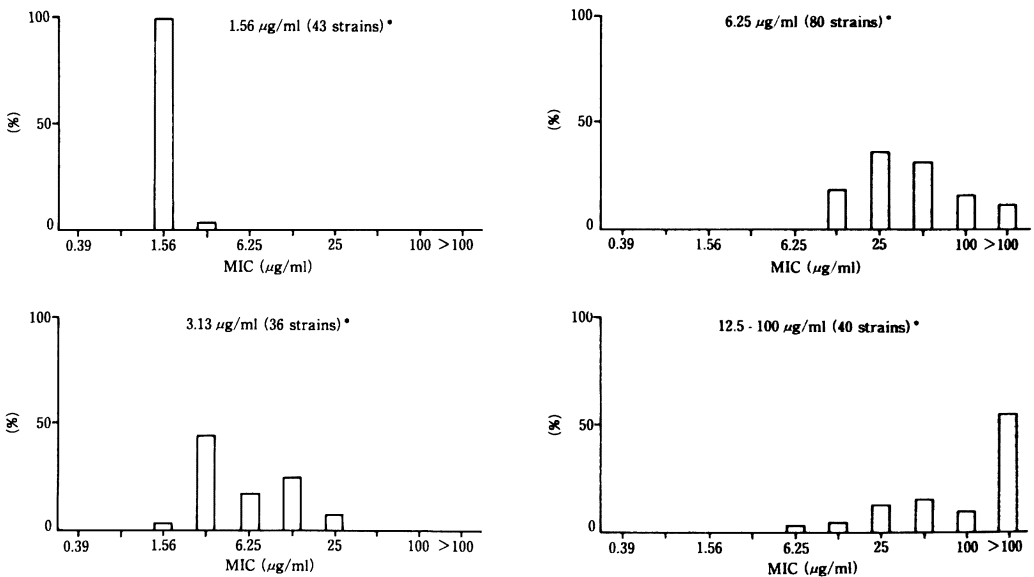 1.56 μg/ml (43 strains)*
100
50
0
(%)
0.39 1.56 6.25 25 100 >100
MIC (μg/ml)
6.25 μg/ml (80 strains)*
100
50
0
(%)
0.39 1.56 6.25 25 100 >100
MIC (μg/ml)
3.13 μg/ml (36 strains)*
100
50
0
(%)
0.39 1.56 6.25 25 100 >100
MIC (μg/ml)
12.5 - 100 μg/ml (40 strains)*
100
50
0
(%)
0.39 1.56 6.25 25 100 >100
MIC (μg/ml)